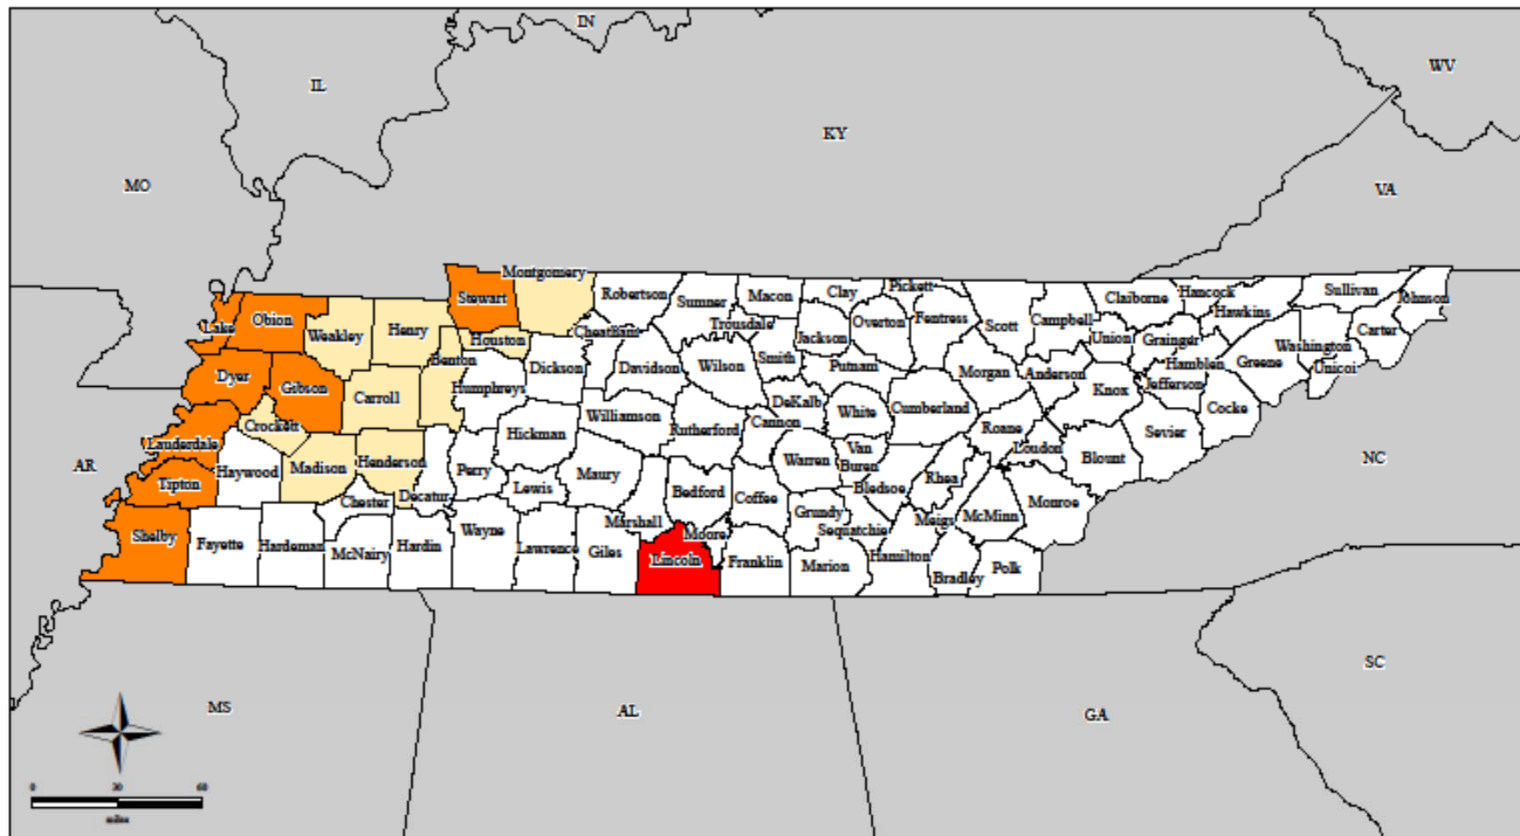 IN
WV
IL
KY
MO
VA
Montgomery
Stewart
Robertson
Sumner
Macon
Clay
Pickett
Claiborne
Hancock
Sullivan
Johnson
Lake
Obion
Weakley
Henry
Houston
Cheatham
Trousdale
Jackson
Overton
Fentress
Scott
Campbell
Union
Grainger
Hawkins
Washington
Carter
Benton
Humphreys
Dickson
Davidson
Wilson
Smith
Putnam
Morgan
Anderson
Knox
Hamblen
Jefferson
Greene
Unicoi
Dyer
Gibson
Carroll
DeKalb
White
Cumberland
Cocke
Crockett
Hickman
Williamson
Rutherford
Cannon
Roane
Loudon
Sevier
Lauderdale
Haywood
Madison
Henderson
Perry
Maury
Warren
Van
Buren
Blount
AR
NC
Tipton
Chester
Decatur
Lewis
Bedford
Coffee
Bledsoe
Rhea
Monroe
Shelby
Fayette
Hardeman
McNairy
Hardin
Wayne
Lawrence
Giles
Marshall
Moore
Lincoln
Franklin
Grundy
Sequatchie
Marion
Hamilton
Meigs
McMinn
Bradley
Polk
MS
AL
GA
SC
0 30 60
miles